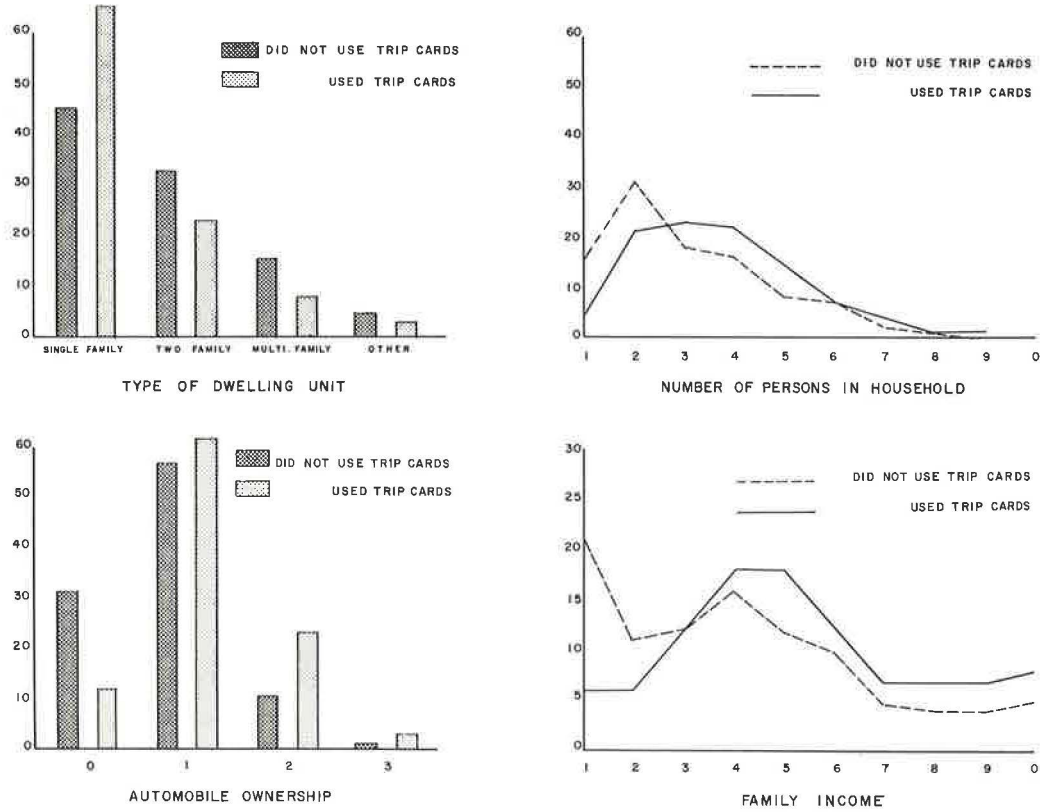 60
50
40
30
20
10
0
DID NOT USE TRIP CARDS
USED TRIP CARDS
SINGLE FAMILY TWO FAMILY MULTI. FAMILY OTHER
TYPE OF DWELLING UNIT
60
50
40
30
20
10
0
DID NOT USE TRIP CARDS
USED TRIP CARDS
1 2 3 4 5 6 7 8 9 0
NUMBER OF PERSONS IN HOUSEHOLD
60
50
40
30
20
10
0
DID NOT USE TRIP CARDS
USED TRIP CARDS
0 1 2 3
AUTOMOBILE OWNERSHIP
30
25
20
15
10
5
0
DID NOT USE TRIP CARDS
USED TRIP CARDS
1 2 3 4 5 6 7 8 9 0
FAMILY INCOME